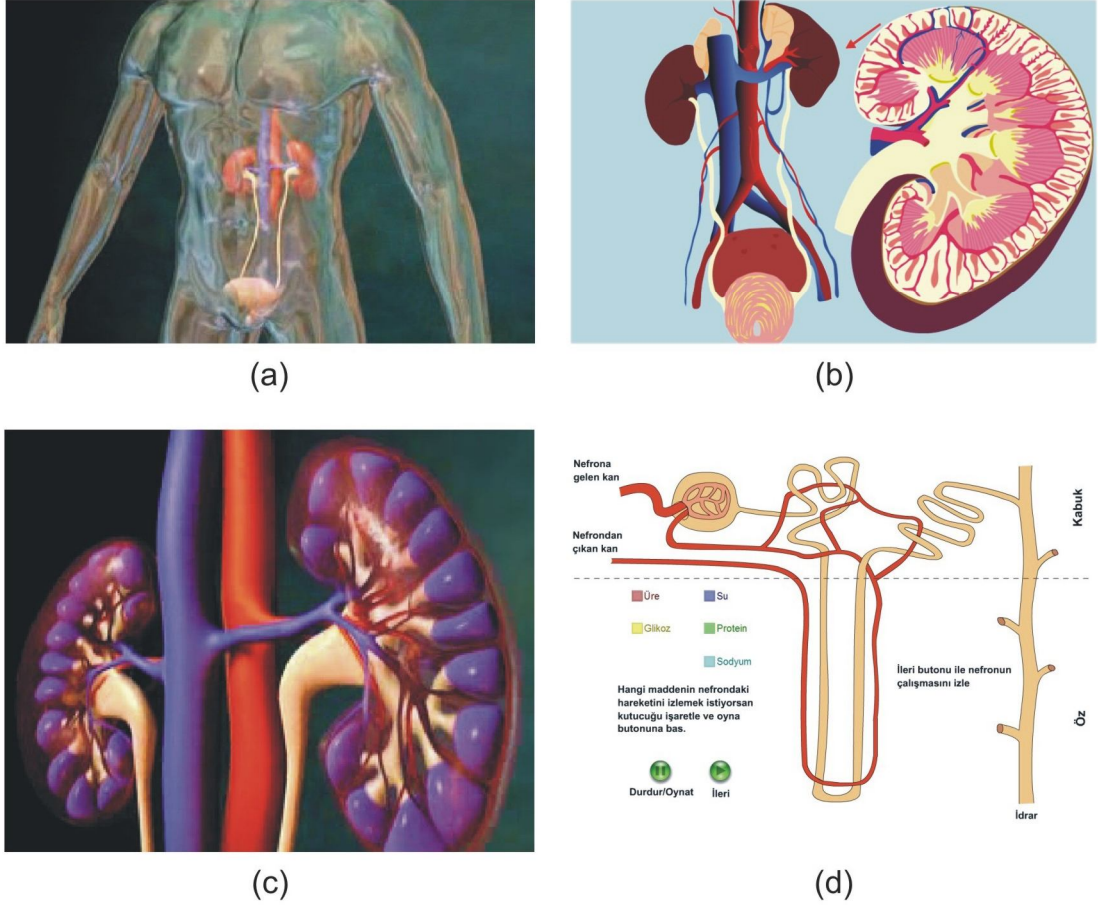 (a)
(b)
Nefrona
gelen kan
Nefrondan
çıkan kan
Kabuk
Üre
Su
Glikoz
Protein
Sodyum
İleri butonu ile nefronun
çalışmasını izle
Hangi maddenin nefrondaki
hareketini izlemek istiyorsan
kutucuğu işaretle ve oyna
butonuna bas.
Öz
Durdur/Oynat
İleri
İdrar
(c)
(d)